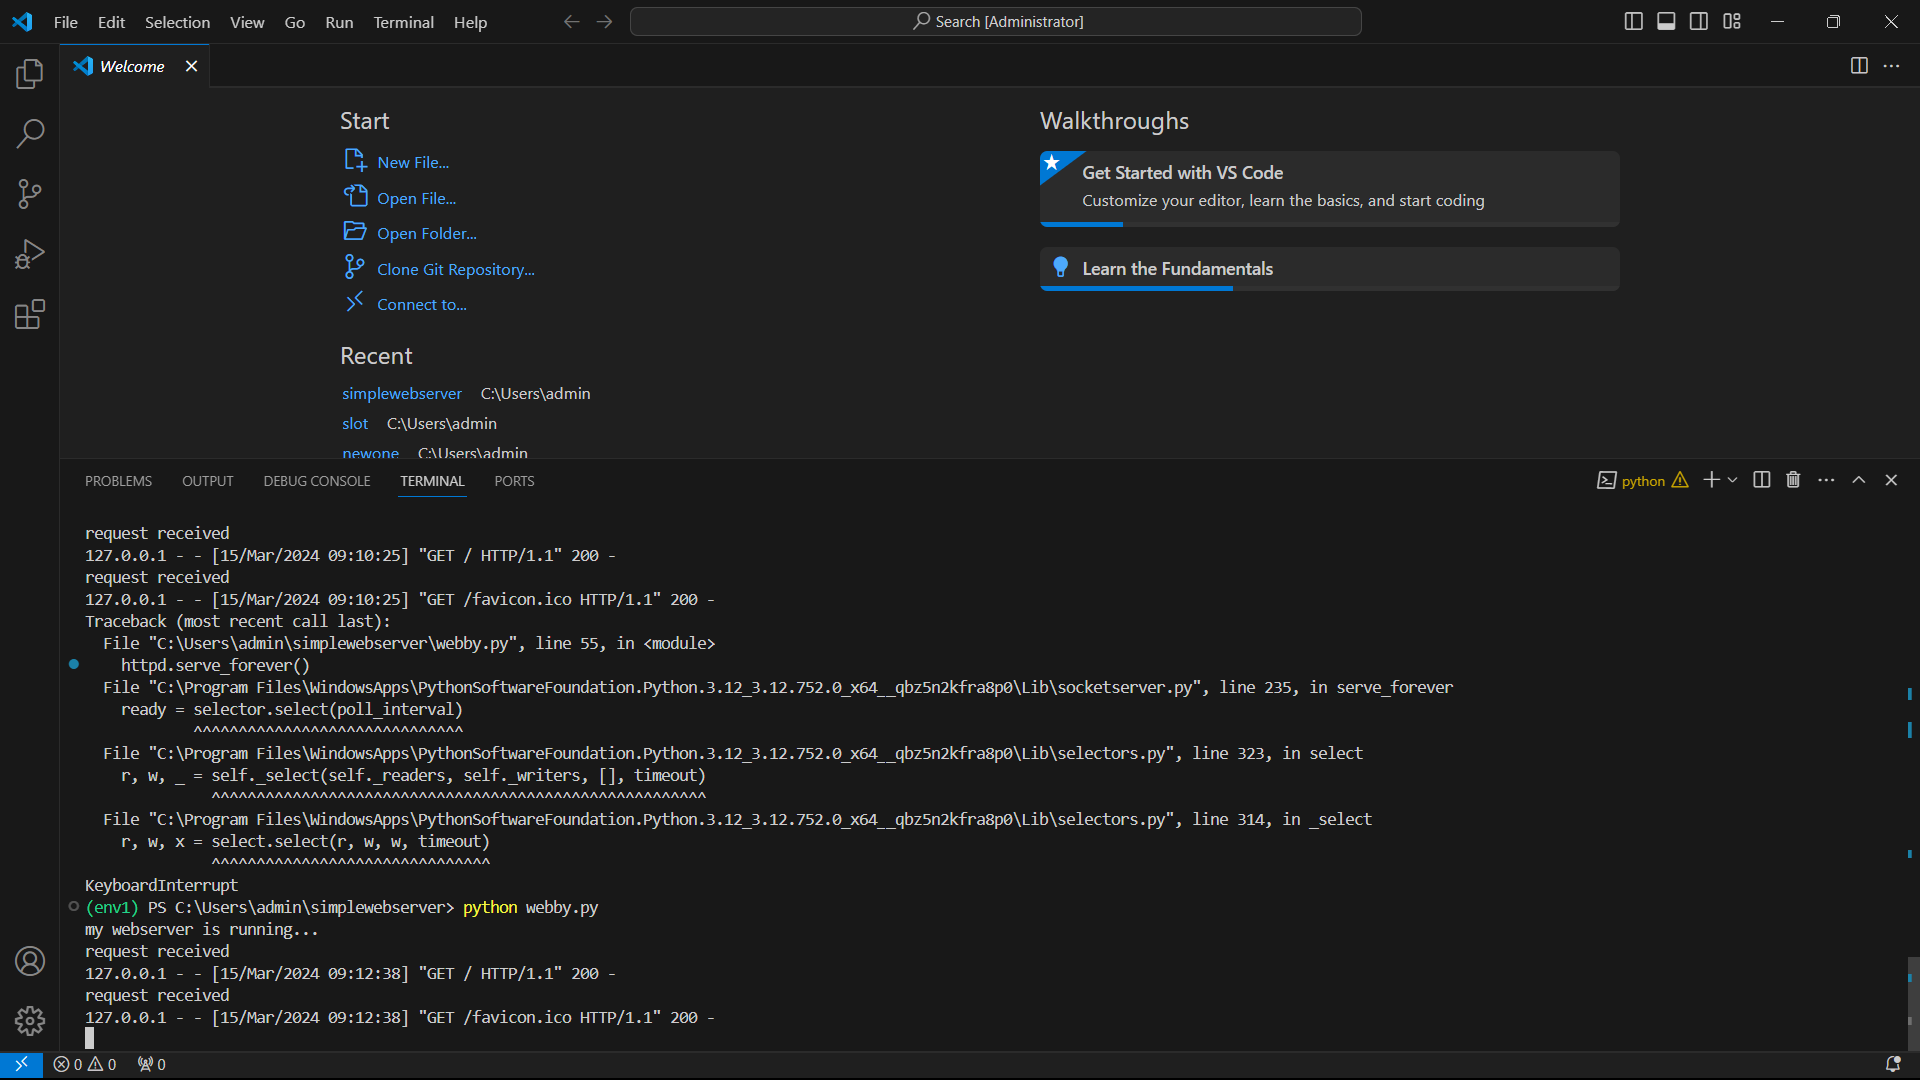 File Edit Selection View Go Run Terminal Help
Search [Administrator]
Welcome
Start
New File...
Open File...
Open Folder...
Clone Git Repository...
Connect to...
Recent
simplewebserver C:\Users\admin
slot C:\Users\admin
newone C:\Users\admin
Walkthroughs
Get Started with VS Code
Customize your editor, learn the basics, and start coding
Learn the Fundamentals
PROBLEMS OUTPUT DEBUG CONSOLE TERMINAL PORTS
python
request received
127.0.0.1 - - [15/Mar/2024 09:10:25] "GET / HTTP/1.1" 200 -
request received
127.0.0.1 - - [15/Mar/2024 09:10:25] "GET /favicon.ico HTTP/1.1" 200 -
Traceback (most recent call last):
File "C:\Users\admin\simplewebserver\webby.py", line 55, in <module>
httpd.serve_forever()
File "C:\Program Files\WindowsApps\PythonSoftwareFoundation.Python.3.12_3.12.752.0_x64__qbz5n2kfra8p0\Lib\socketserver.py", line 235, in serve_forever
ready = selector.select(poll_interval)
^^^^^^^^^^^^^^^^^^^^^^^^^^^^^^
File "C:\Program Files\WindowsApps\PythonSoftwareFoundation.Python.3.12_3.12.752.0_x64__qbz5n2kfra8p0\Lib\selectors.py", line 323, in select
r, w, _ = self._select(self._readers, self._writers, [], timeout)
^^^^^^^^^^^^^^^^^^^^^^^^^^^^^^^^^^^^^^^^^^^^^^^^^^^^^^^
File "C:\Program Files\WindowsApps\PythonSoftwareFoundation.Python.3.12_3.12.752.0_x64__qbz5n2kfra8p0\Lib\selectors.py", line 314, in _select
r, w, x = select.select(r, w, w, timeout)
^^^^^^^^^^^^^^^^^^^^^^^^^^^^^^^
KeyboardInterrupt
(env1) PS C:\Users\admin\simplewebserver> python webby.py
my webserver is running...
request received
127.0.0.1 - - [15/Mar/2024 09:12:38] "GET / HTTP/1.1" 200 -
request received
127.0.0.1 - - [15/Mar/2024 09:12:38] "GET /favicon.ico HTTP/1.1" 200 -
0 0 0